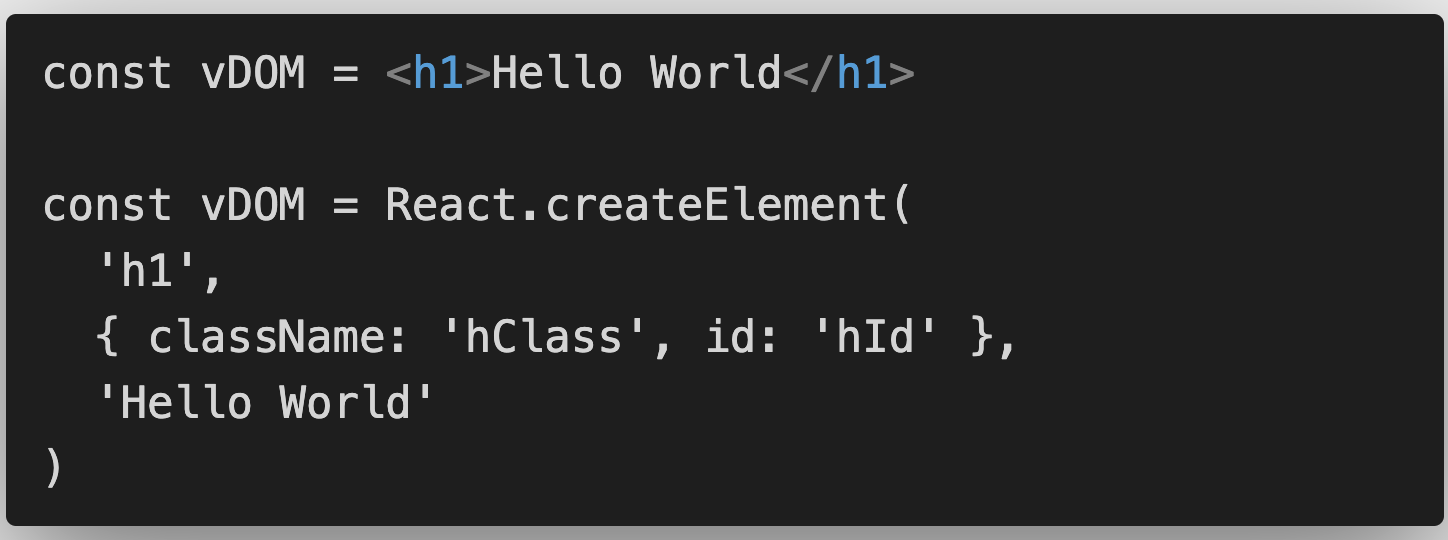 const vDOM = <h1>Hello World</h1>
const vDOM = React.createElement(
  'h1',
  { className: 'hClass', id: 'hId' },
  'Hello World'
)